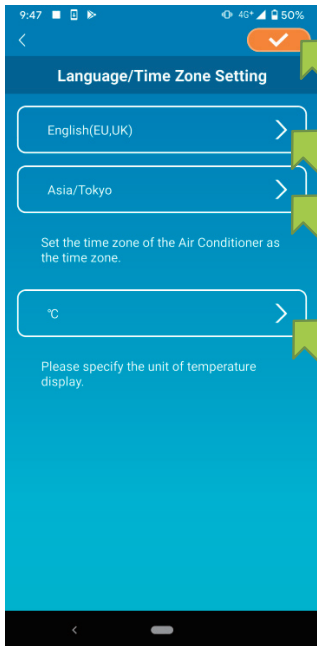 9:47 4G+ 50%
Language/Time Zone Setting
English(EU,UK)
Asia/Tokyo
Set the time zone of the Air Conditioner as
the time zone.
℃
Please specify the unit of temperature
display.